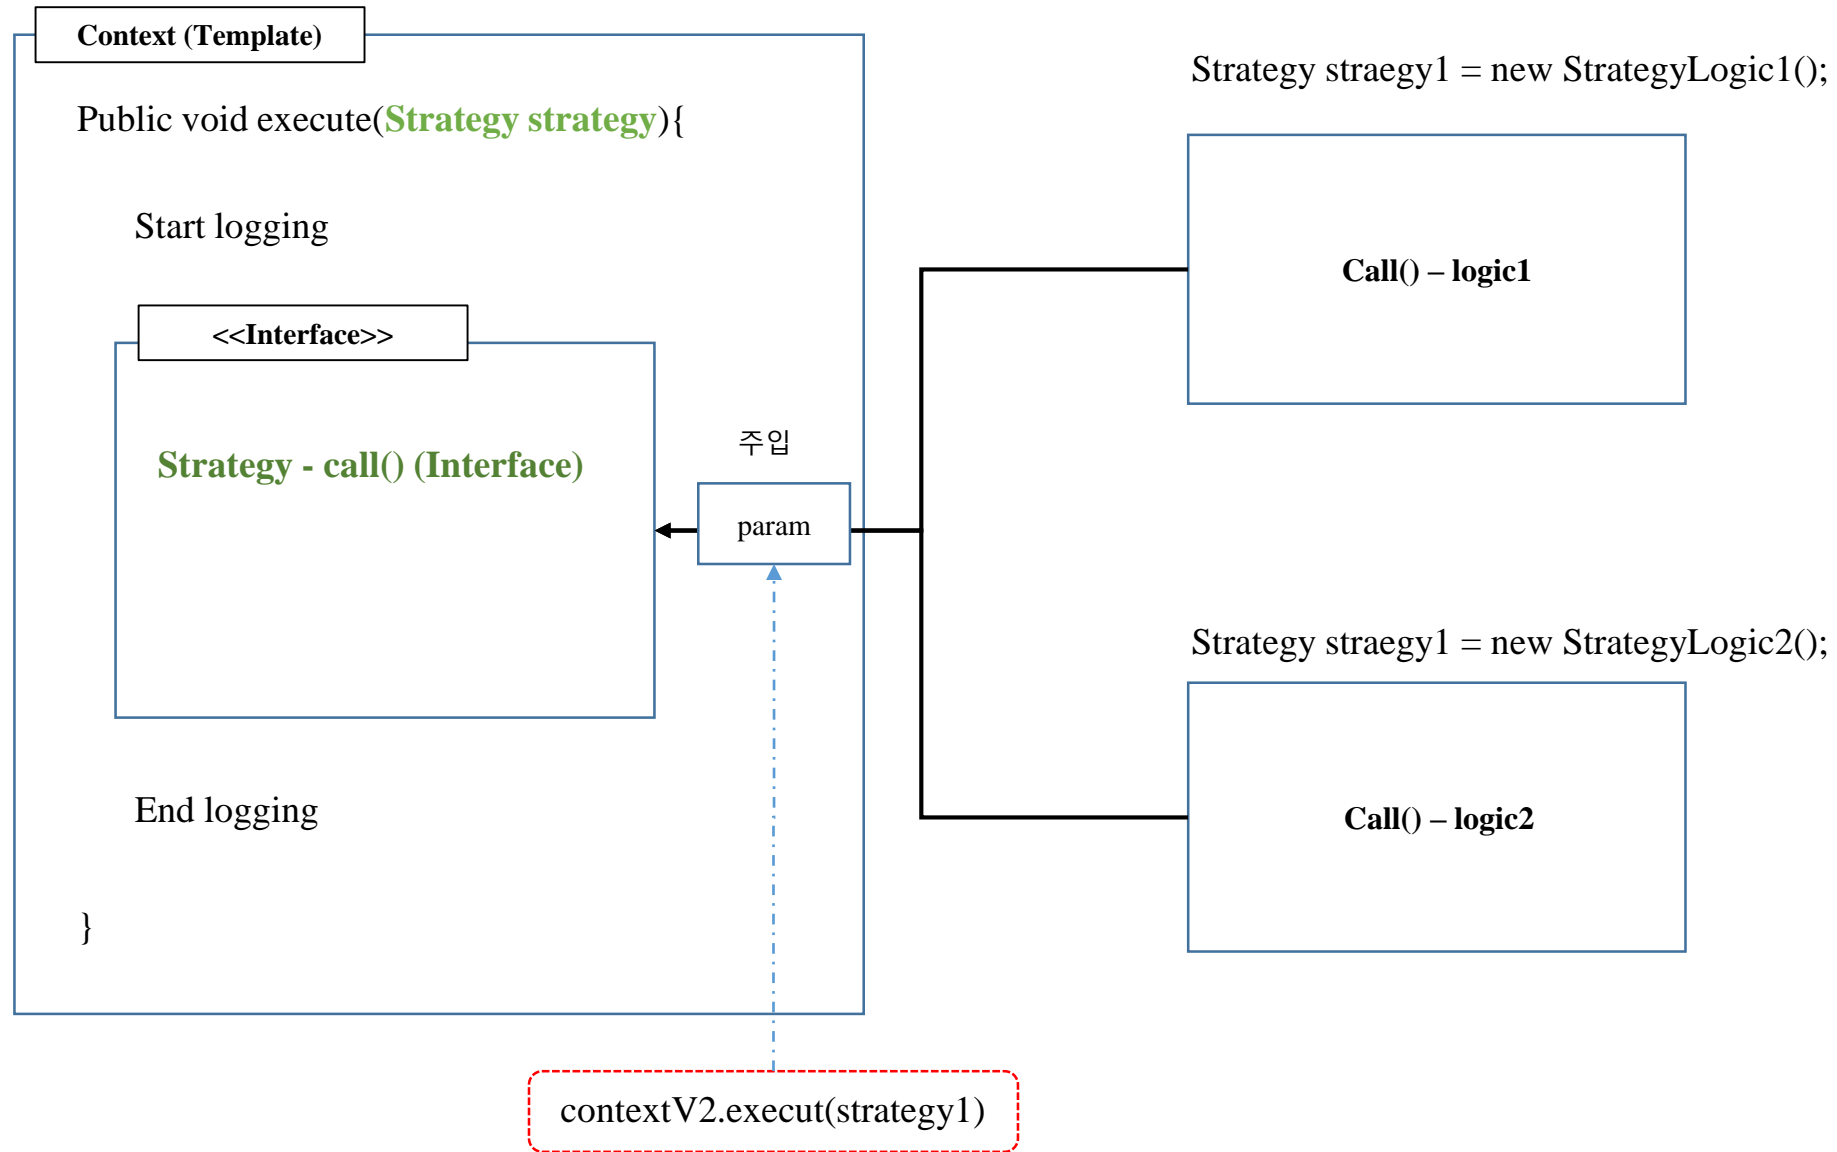 Context (Template)
Public void execute(Strategy strategy){
Start logging
<<Interface>>
Strategy - call() (Interface)
주입
param
End logging
}
contextV2.execut(strategy1)
Strategy straegy1 = new StrategyLogic1();
Call() – logic1
Strategy straegy1 = new StrategyLogic2();
Call() – logic2